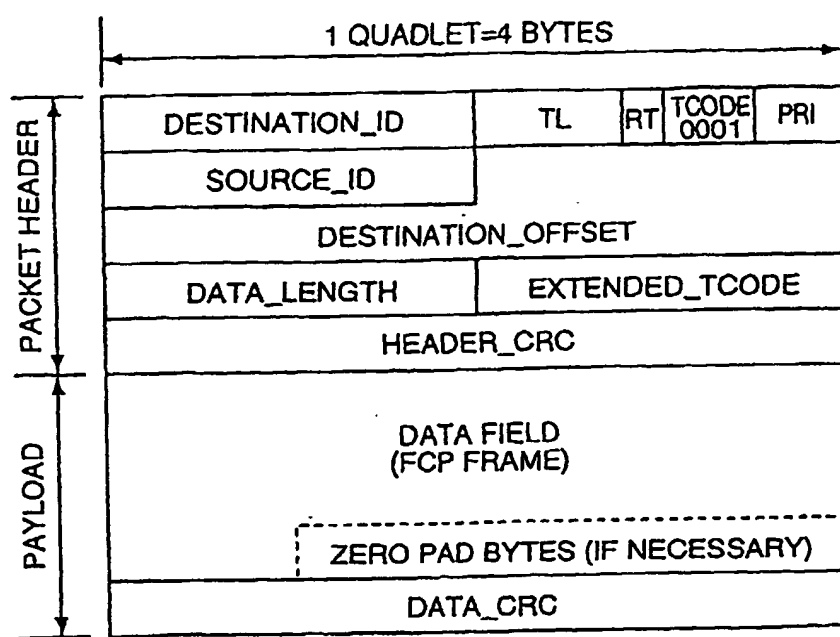 1 QUADLET=4 BYTES
PACKET HEADER
DESTINATION_ID TL RT TCODE 0001 PRI
SOURCE_ID
DESTINATION_OFFSET
DATA_LENGTH EXTENDED_TCODE
HEADER_CRC
PAYLOAD
DATA FIELD
(FCP FRAME)
ZERO PAD BYTES (IF NECESSARY)
DATA_CRC